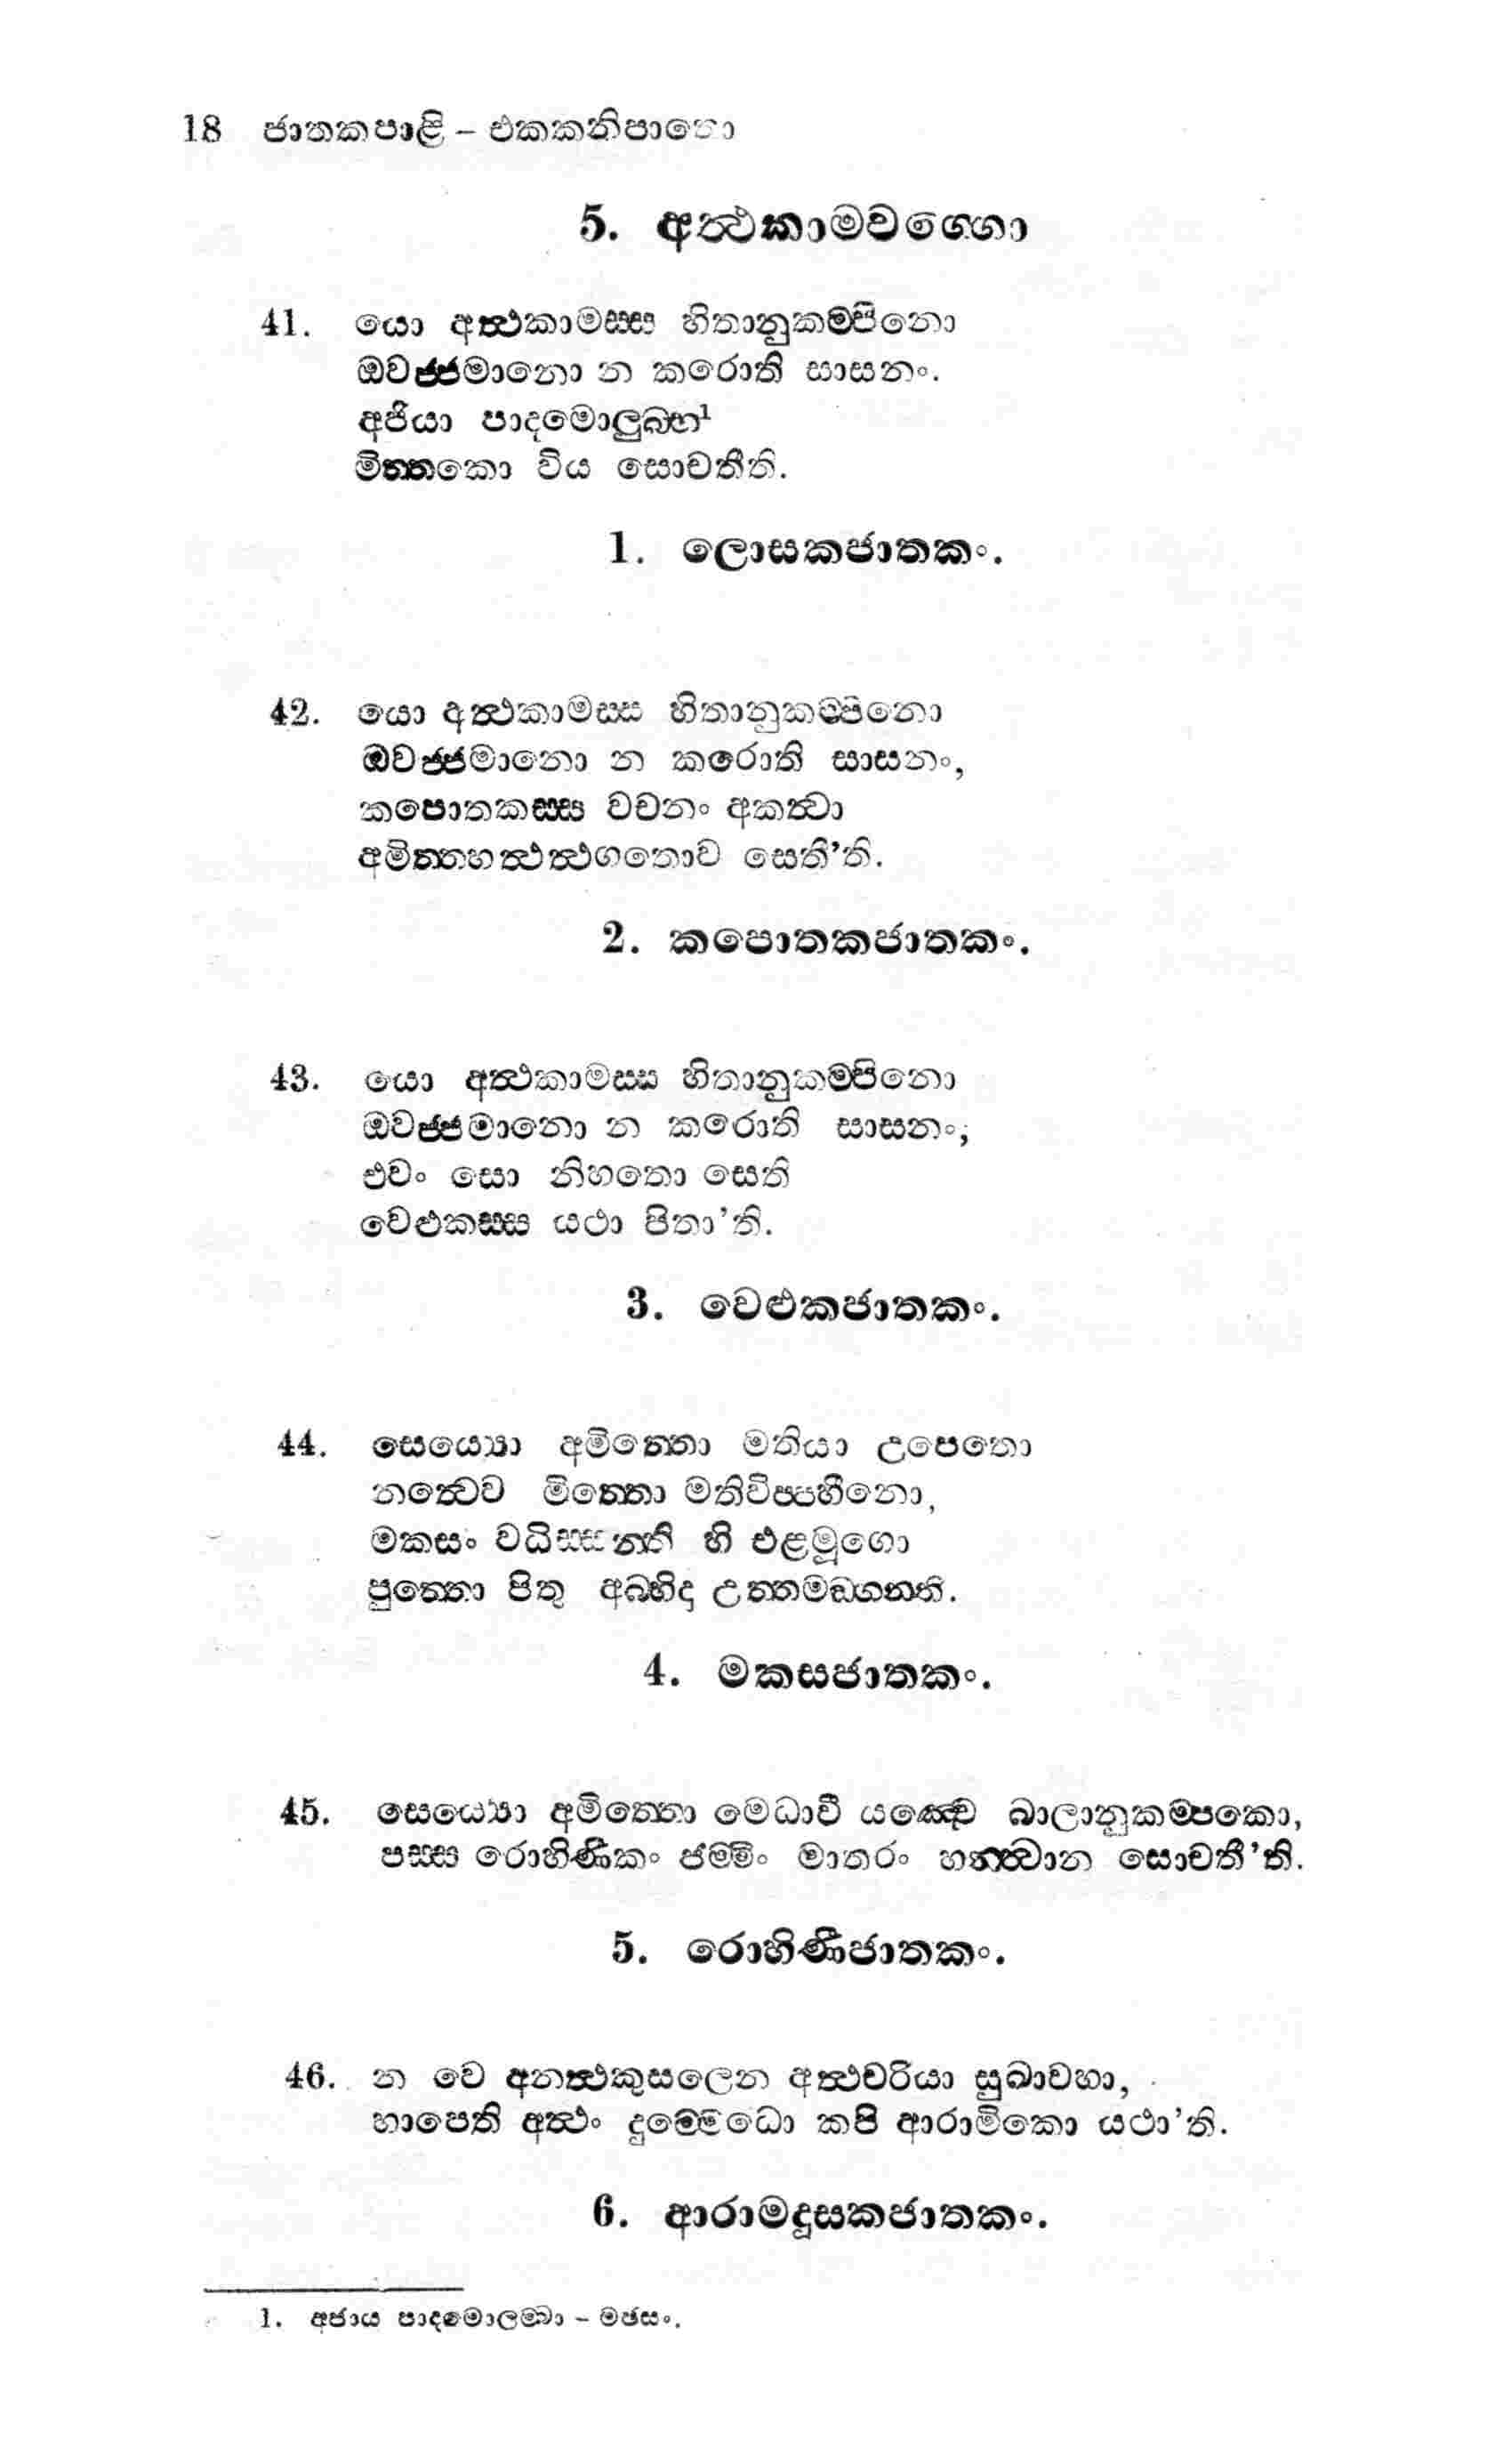 18 ජාතකපාළි – එකකනිපාතො
5. අත්‍ථකාමවග්ගො
41. යො අත්‍ථකාමස්ස හිතානුකම්පිනො
ඔවජ්ජමානො න කරොති සාසනං.
අජියා පාදමොලුබ්භ¹
මිත්තකො විය සොචතීති.
1. ලොසකජාතකං.
42. යො අත්‍ථකාමස්ස හිතානුකම්පිනො
ඔවජ්ජමානො න කරොති සාසනං,
කපොතකස්ස වචනං අකත්‍වා
අමිත්තහත්‍ථත්‍ථගතොව සෙති’ති.
2. කපොතකජාතකං.
43. යො අත්‍ථකාමස්ස හිතානුකම්පිනො
ඔවජ්ජමානො න කරොති සාසනං,
එවං සො නිහතො සෙති
වෙළුකස්ස යථා පිතා’ති.
3. වෙළුකජාතකං.
44. සෙය්‍යො අමිත්තො මතියා උපෙතො
නත්‍වෙව මිත්තො මතිවිප්පහීනො,
මකසං වධිස්සන්ති හි එළමූගො
පුත්තො පිතු අබ්භිදා උත්තමඞ්ගන්ති.
4. මකසජාතකං.
45. සෙය්‍යො අමිත්තො මෙධාවී යඤ්චෙ බාලානුකම්පකො,
පස්ස රොහිණිකං ජම්මිං මාතරං හන්ත්‍වාන සොචතී’ති.
5. රොහිණීජාතකං.
46. න වෙ අනත්‍ථකුසලෙන අත්‍ථචරියා සුඛාවහා,
හාපෙති අත්‍ථං දුම්මෙධො කපි ආරාමිකො යථා’ති.
6. ආරාමදූසකජාතකං.
1. අජාය පාදමොලම්බා – මඡසං.